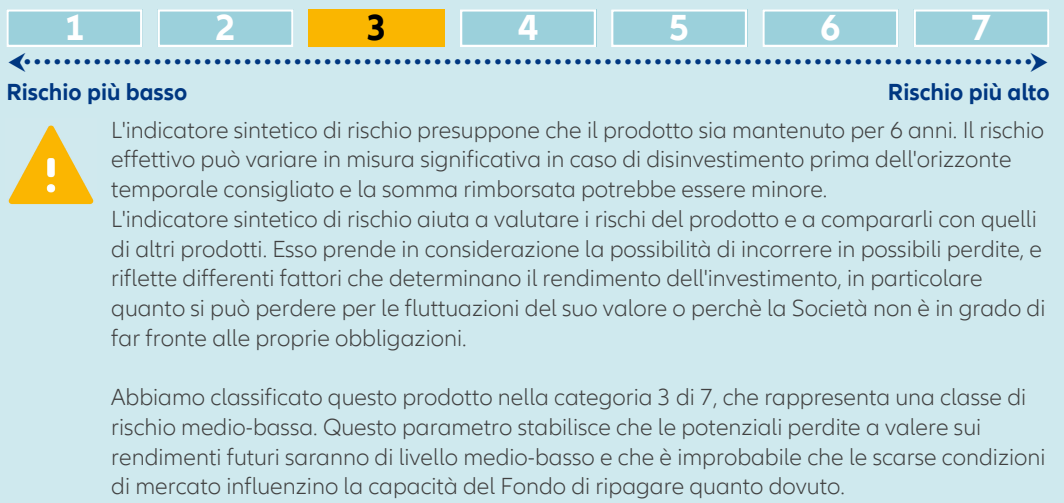 1 2 3 4 5 6 7
Rischio più basso Rischio più alto
L'indicatore sintetico di rischio presuppone che il prodotto sia mantenuto per 6 anni. Il rischio
effettivo può variare in misura significativa in caso di disinvestimento prima dell'orizzonte
temporale consigliato e la somma rimborsata potrebbe essere minore.
L'indicatore sintetico di rischio aiuta a valutare i rischi del prodotto e a compararli con quelli
di altri prodotti. Esso prende in considerazione la possibilità di incorrere in possibili perdite, e
riflette differenti fattori che determinano il rendimento dell'investimento, in particolare
quanto si può perdere per le fluttuazioni del suo valore o perchè la Società non è in grado di
far fronte alle proprie obbligazioni.
Abbiamo classificato questo prodotto nella categoria 3 di 7, che rappresenta una classe di
rischio medio-bassa. Questo parametro stabilisce che le potenziali perdite a valere sui
rendimenti futuri saranno di livello medio-basso e che è improbabile che le scarse condizioni
di mercato influenzino la capacità del Fondo di ripagare quanto dovuto.